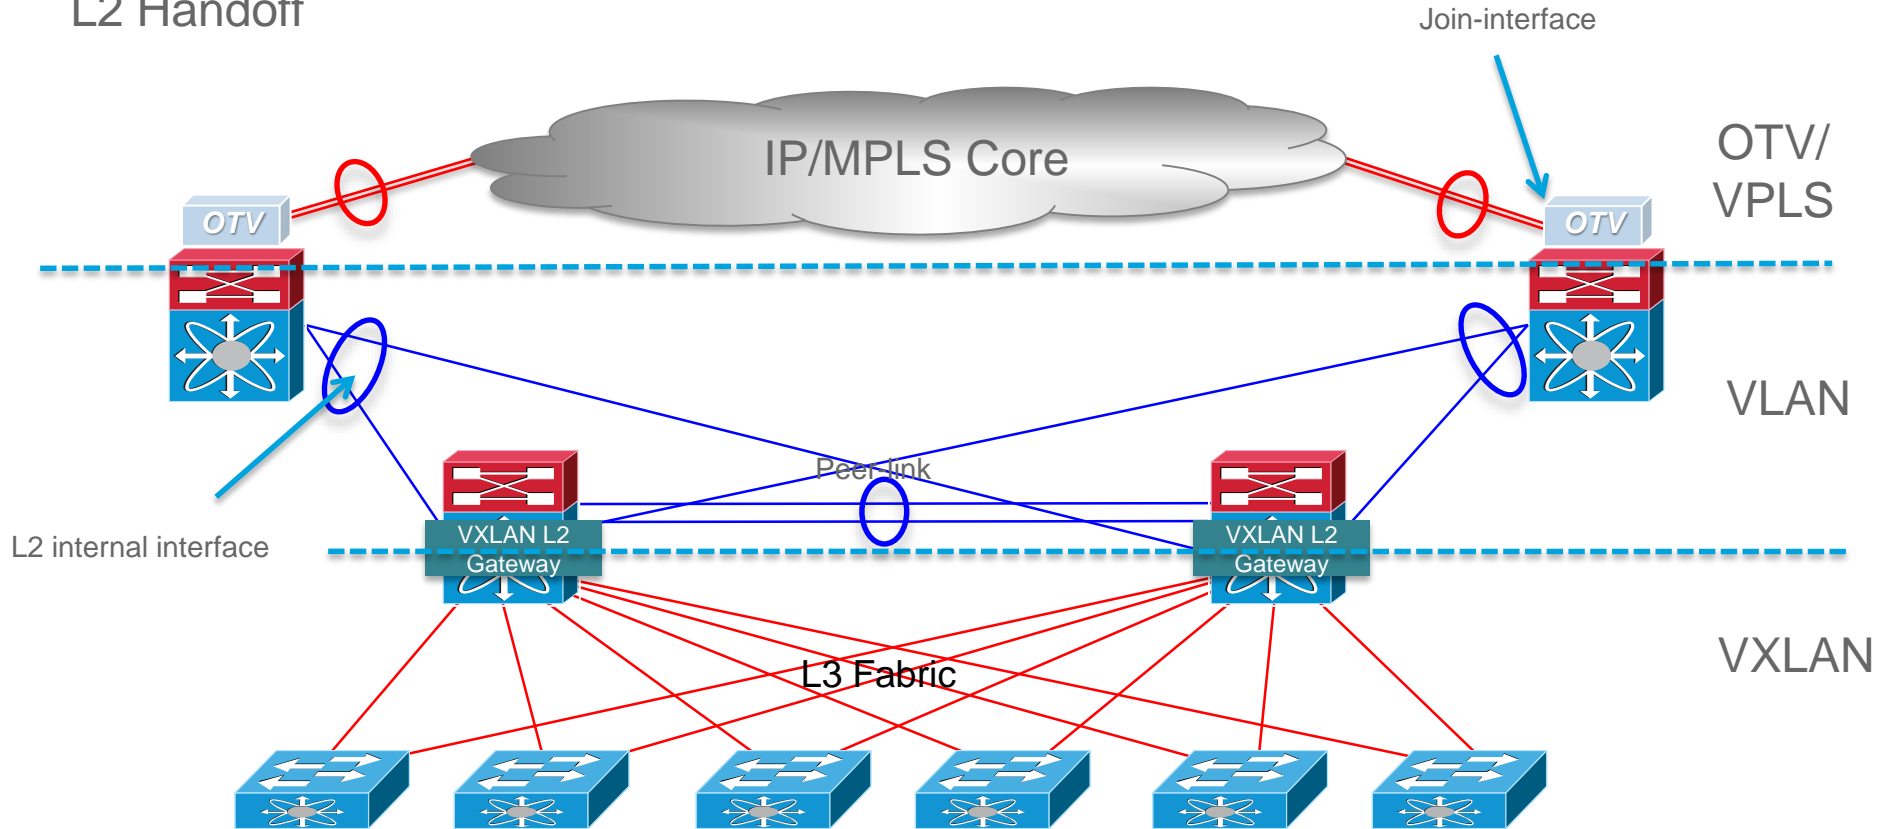 L2 Handoff
Join-interface
IP/MPLS Core
OTV/
VPLS
OTV
OTV
VLAN
Peer-link
VXLAN L2
Gateway
VXLAN L2
Gateway
L2 internal interface
L3 Fabric
VXLAN